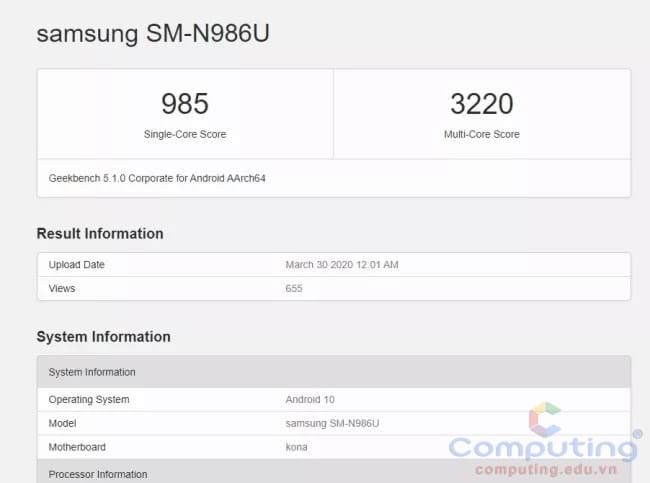 samsung SM-N986U
985 3220
Single-Core Score Multi-Core Score
Geekbench 5.1.0 Corporate for Android AArch64
Result Information
Upload Date March 30 2020 12:01 AM
Views 655
System Information
System Information
Operating System Android 10
Model samsung SM-N986U
Motherboard kona
Computing®
computing.edu.vn
Processor Information